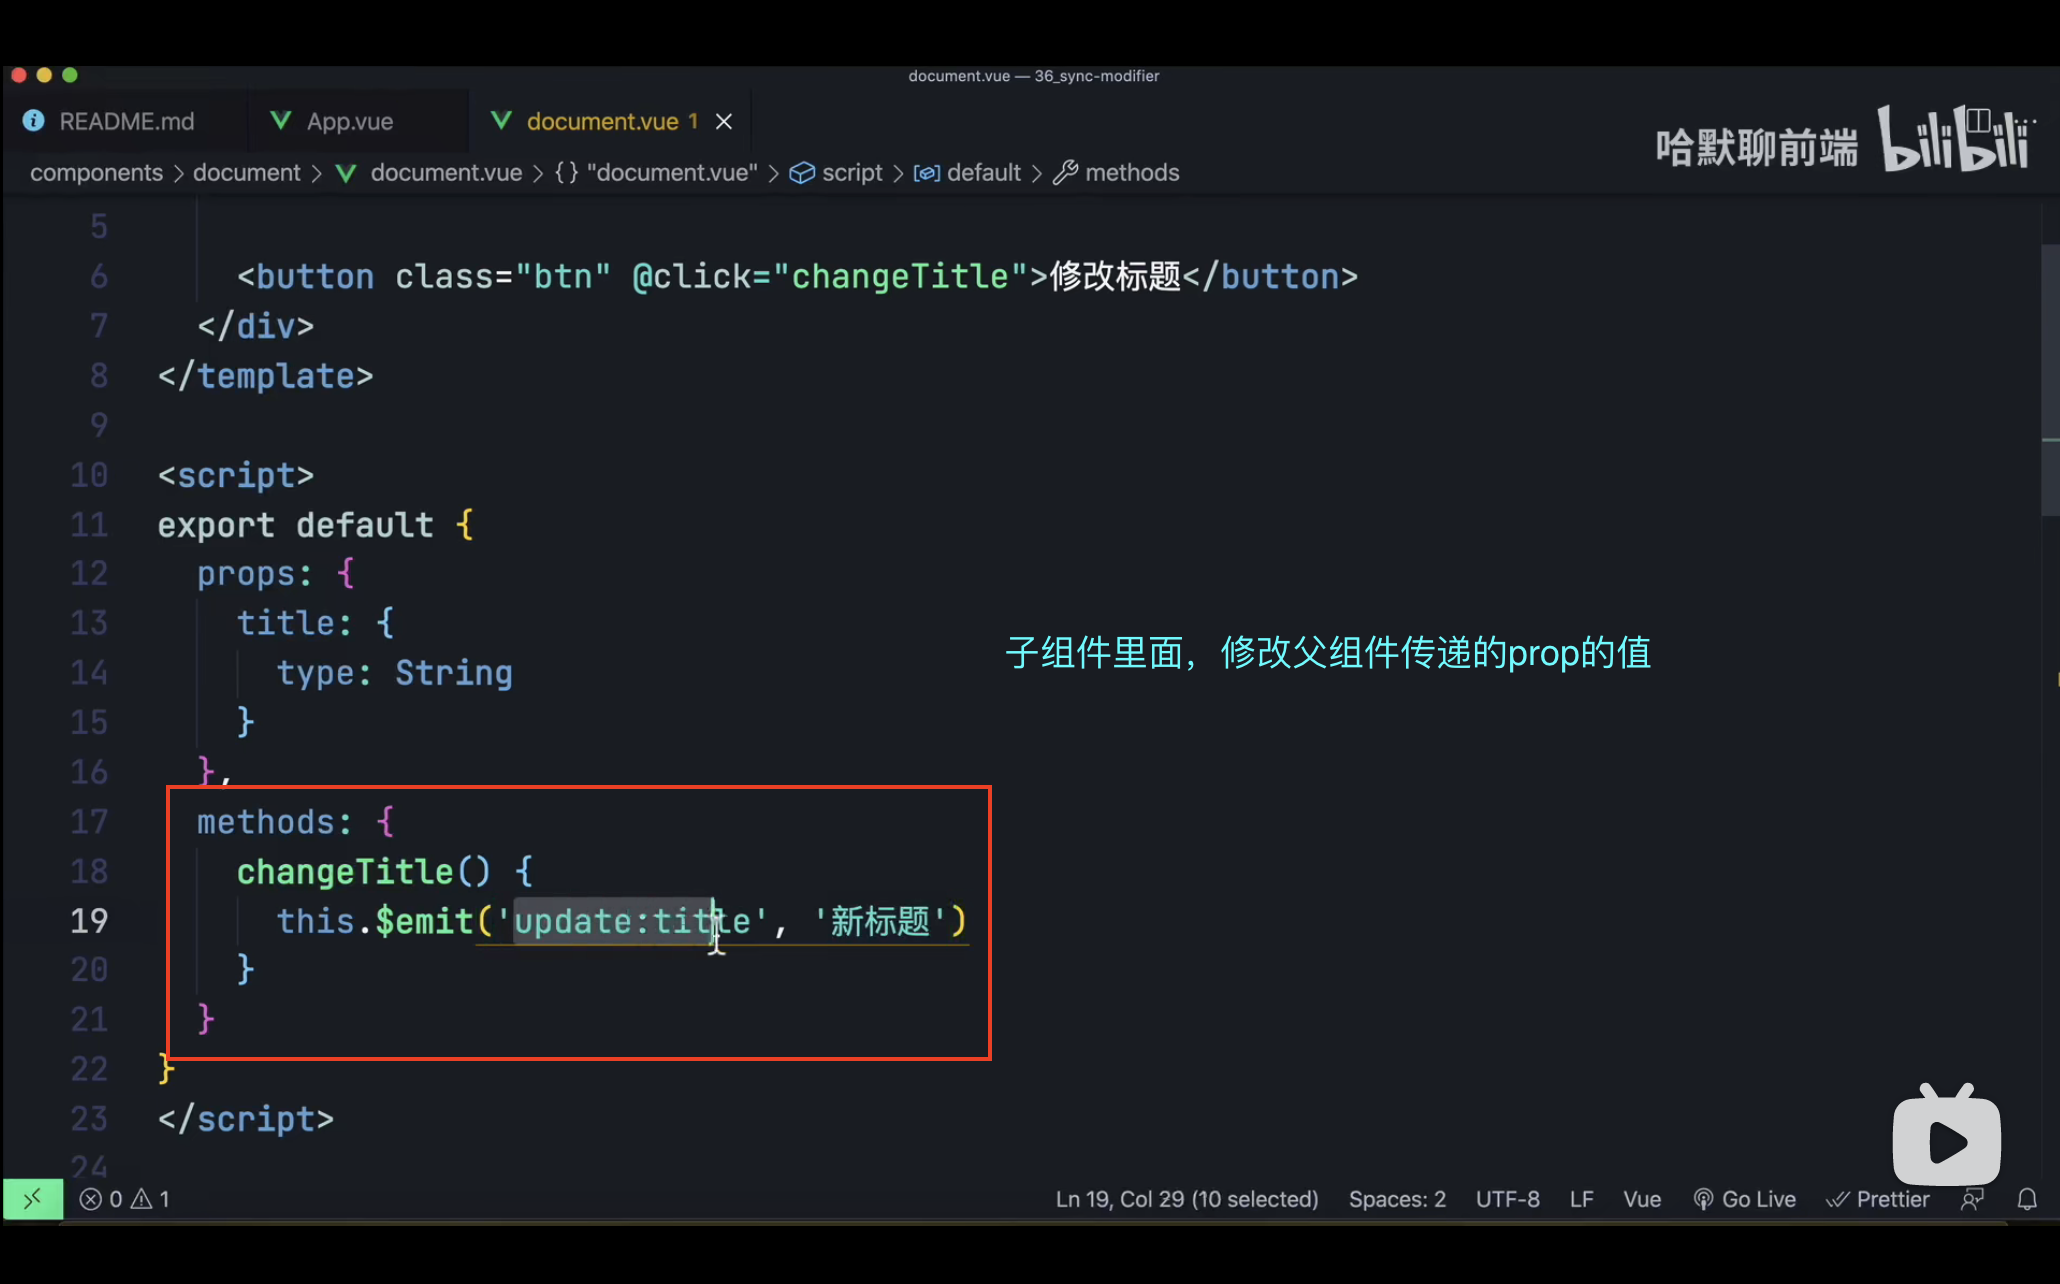 document.vue — 36_sync-modifier
README.md
App.vue
document.vue 1
哈默聊前端 bilibili
components > document > document.vue > {} "document.vue" > script > default > methods
5
6 <button class="btn" @click="changeTitle">修改标题</button>
7 </div>
8 </template>
9
10 <script>
11 export default {
12 props: {
13 title: {
子组件里面，修改父组件传递的prop的值
14 type: String
15 }
16 },
17 methods: {
18 changeTitle() {
19 this.$emit('update:title', '新标题')
20 }
21 }
22 }
23 </script>
24
0 1 Ln 19, Col 29 (10 selected) Spaces: 2 UTF-8 LF Vue Go Live Prettier